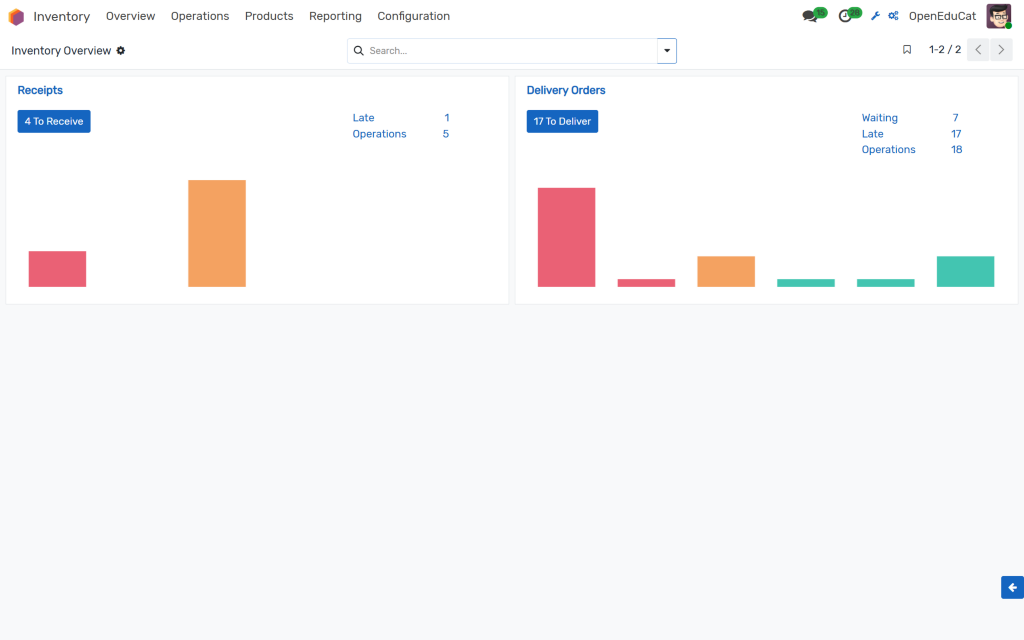 Inventory Overview Operations Products Reporting Configuration 15 28 OpenEduCat
Inventory Overview Search... 1-2 / 2
Receipts
4 To Receive
Late 1
Operations 5
Delivery Orders
17 To Deliver
Waiting 7
Late 17
Operations 18